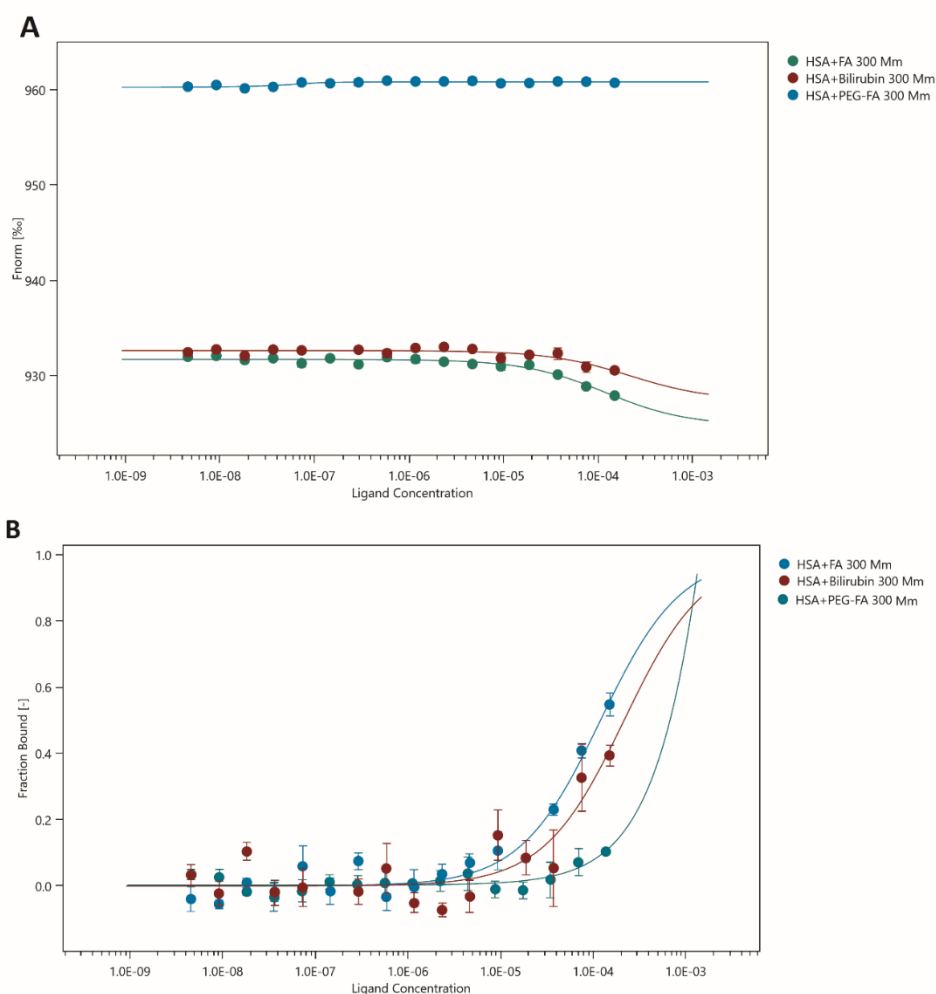 A
HSA+FA 300 Mm
HSA+Bilirubin 300 Mm
HSA+PEG-FA 300 Mm
960
950
940
930
Fnorm [‰]
1.0E-09 1.0E-08 1.0E-07 1.0E-06 1.0E-05 1.0E-04 1.0E-03
Ligand Concentration
B
HSA+FA 300 Mm
HSA+Bilirubin 300 Mm
HSA+PEG-FA 300 Mm
1.0
0.8
0.6
0.4
0.2
0.0
Fraction Bound [-]
1.0E-09 1.0E-08 1.0E-07 1.0E-06 1.0E-05 1.0E-04 1.0E-03
Ligand Concentration